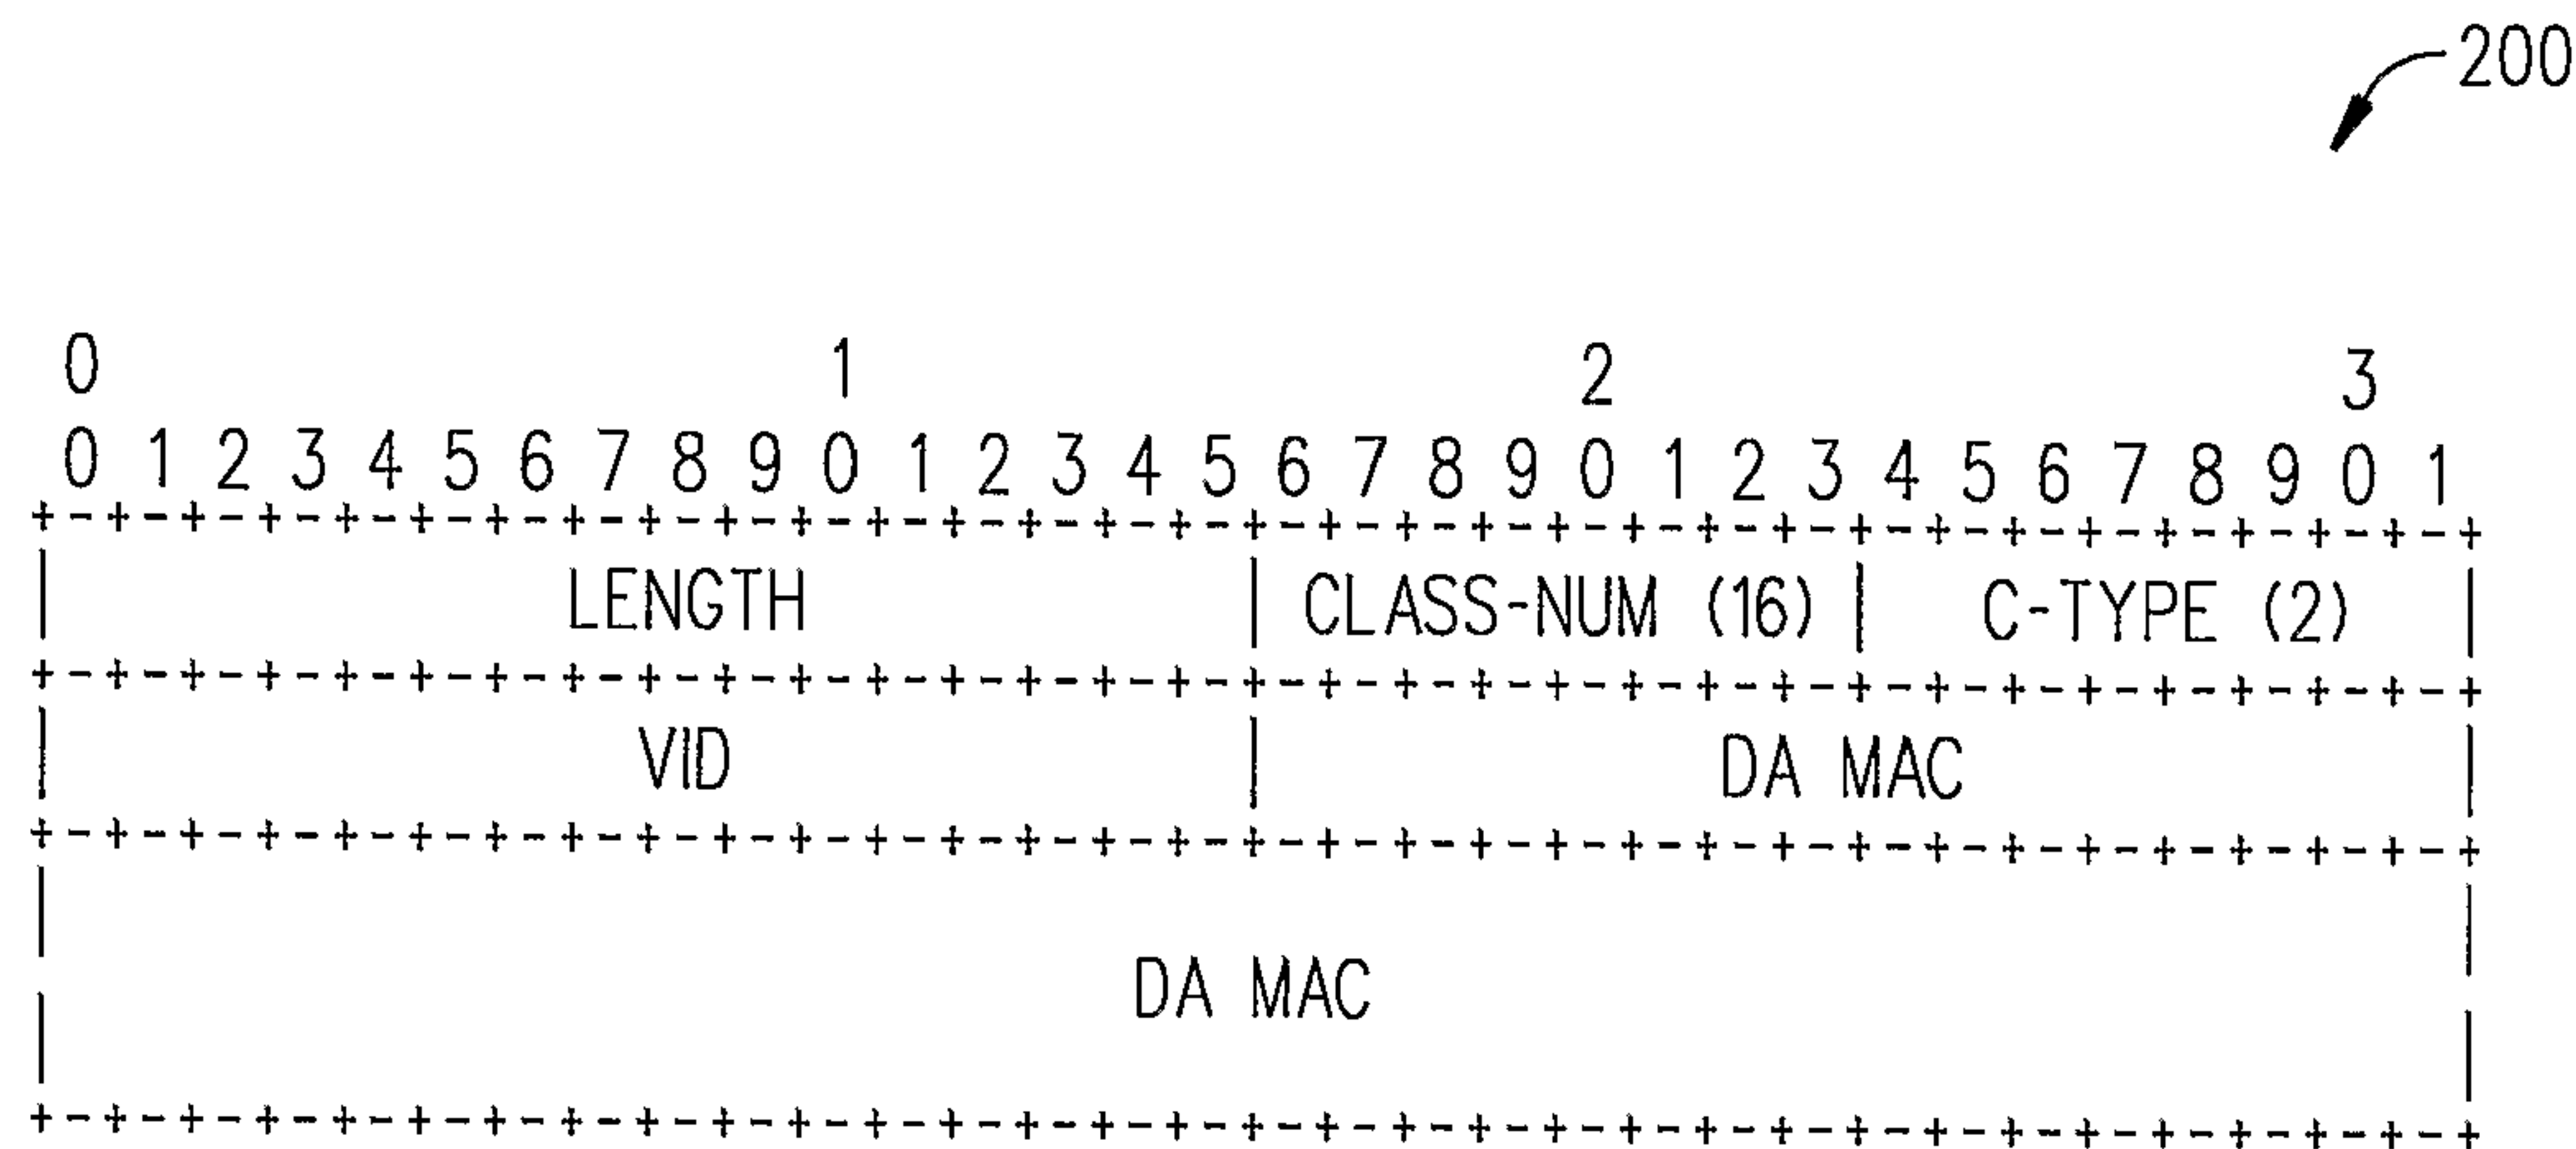 200
0 1 2 3
0 1 2 3 4 5 6 7 8 9 0 1 2 3 4 5 6 7 8 9 0 1 2 3 4 5 6 7 8 9 0 1
+-+-+-+-+-+-+-+-+-+-+-+-+-+-+-+-+-+-+-+-+-+-+-+-+-+-+-+-+-+-+-+-+
| LENGTH | CLASS-NUM (16) | C-TYPE (2) |
+-+-+-+-+-+-+-+-+-+-+-+-+-+-+-+-+-+-+-+-+-+-+-+-+-+-+-+-+-+-+-+-+
| VID | DA MAC |
+-+-+-+-+-+-+-+-+-+-+-+-+-+-+-+-+-+-+-+-+-+-+-+-+-+-+-+-+-+-+-+-+
| DA MAC |
+-+-+-+-+-+-+-+-+-+-+-+-+-+-+-+-+-+-+-+-+-+-+-+-+-+-+-+-+-+-+-+-+